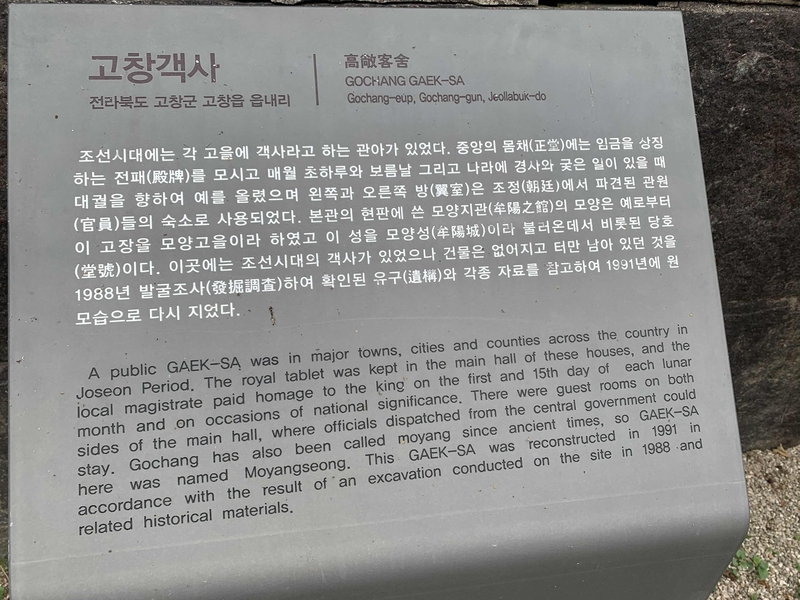 고창객사
전라북도 고창군 고창읍 읍내리
高敞客舍
GOCHANG GAEK-SA
Gochang-eup, Gochang-gun, Jeollabuk-do
조선시대에는 각 고을에 객사라고 하는 관아가 있었다. 중앙의 몸채(正堂)에는 임금을 상징
하는 전패(殿牌)를 모시고 매월 초하루와 보름날 그리고 나라에 경사와 궂은 일이 있을 때
대궐을 향하여 예를 올렸으며 왼쪽과 오른쪽 방(翼室)은 조정(朝廷)에서 파견된 관원
(官員)들의 숙소로 사용되었다. 본관의 현판에 쓴 모양지관(牟陽之館)의 모양은 예로부터
이 고장을 모양고을이라 하였고 이 성을 모양성(牟陽城)이라 불러온데서 비롯된 당호
(堂號)이다. 이곳에는 조선시대의 객사가 있었으나 건물은 없어지고 터만 남아 있던 것을
1988년 발굴조사(發掘調査)하여 확인된 유구(遺構)와 각종 자료를 참고하여 1991년에 원
모습으로 다시 지었다.
A public GAEK-SA was in major towns, cities and counties across the country in
Joseon Period. The royal tablet was kept in the main hall of these houses, and the
local magistrate paid homage to the king on the first and 15th day of each lunar
month and on occasions of national significance. There were guest rooms on both
sides of the main hall, where officials dispatched from the central government could
stay. Gochang has also been called moyang since ancient times, so GAEK-SA
here was named Moyangseong. This GAEK-SA was reconstructed in 1991 in
accordance with the result of an excavation conducted on the site in 1988 and
related historical materials.